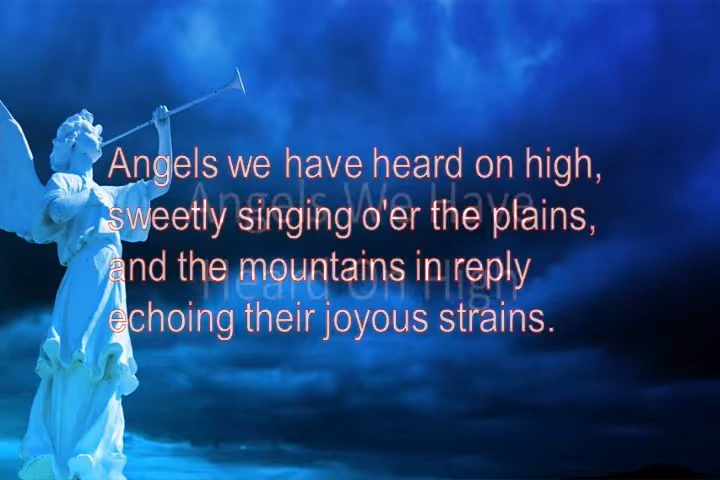 Angels we have heard on high,
sweetly singing o'er the plains,
and the mountains in reply
echoing their joyous strains.
Angels We Have
Heard On High